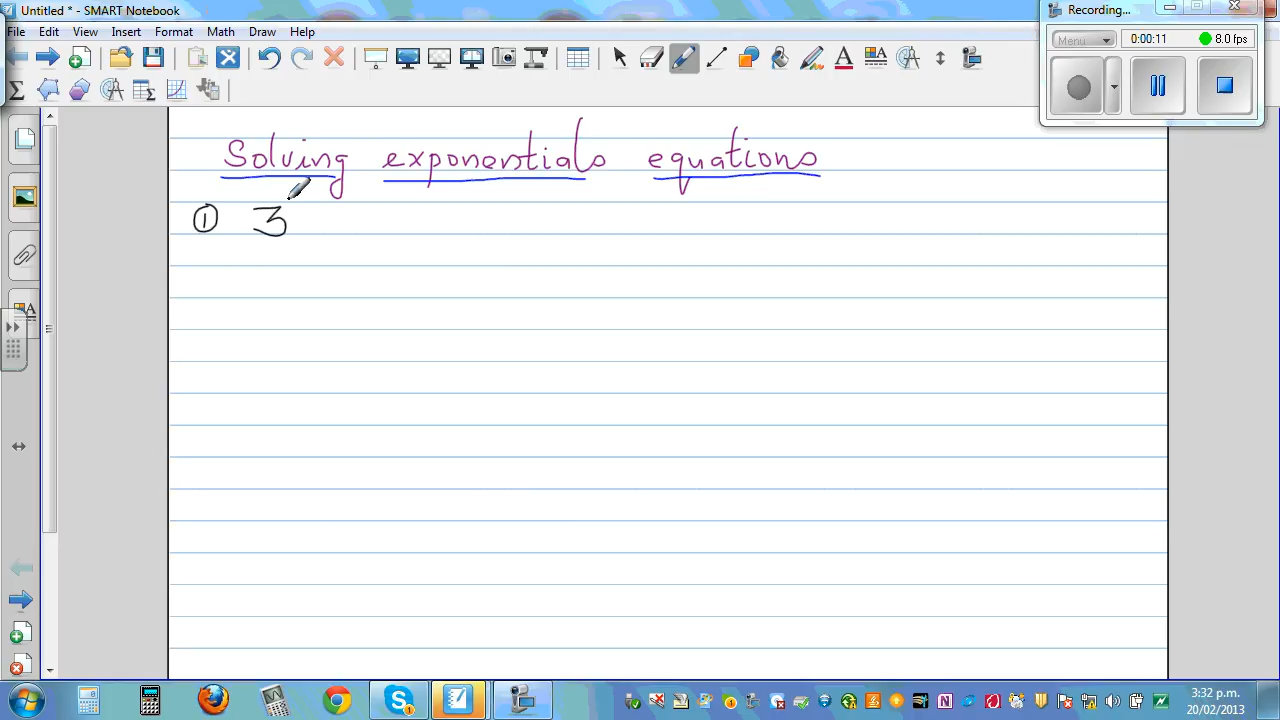 Untitled * - SMART Notebook
Recording...
File Edit View Insert Format Math Draw Help
Menu 0:00:11 8.0 fps
Solving exponentials equations
① 3
3:32 p.m.
20/02/2013